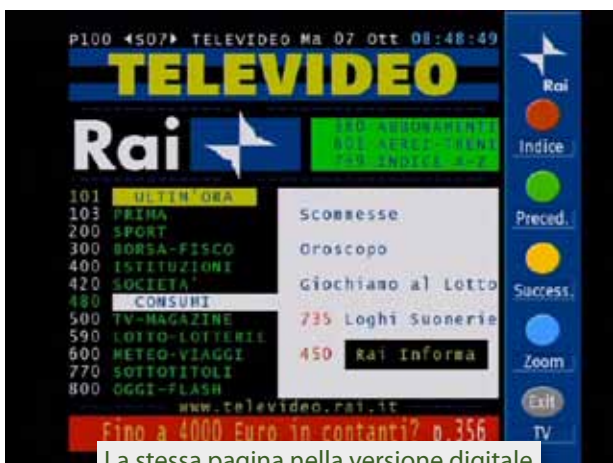 P100 ◄S07► TELEVIDEO Ma 07 Ott 08:48:49
TELEVIDEO
Rai
380 ABBONAMENTI
801 AEREI-TRENI
799 INDICE A-Z
101 ULTIM'ORA
103 PRIMA
200 SPORT
300 BORSA-FISCO
400 ISTITUZIONI
420 SOCIETA'
480 CONSUMI
500 TV-MAGAZINE
590 LOTTO-LOTTERIE
600 METEO-VIAGGI
770 SOTTOTITOLI
800 OGGI-FLASH
Scommesse
Oroscopo
Giochiamo al Lotto
735 Loghi Suonerie
450 Rai Informa
www.televideo.rai.it
Fino a 4000 Euro in contanti? p.356
Rai
Indice
Preced.
Success.
Zoom
Exit
TV
La stessa pagina nella versione digitale